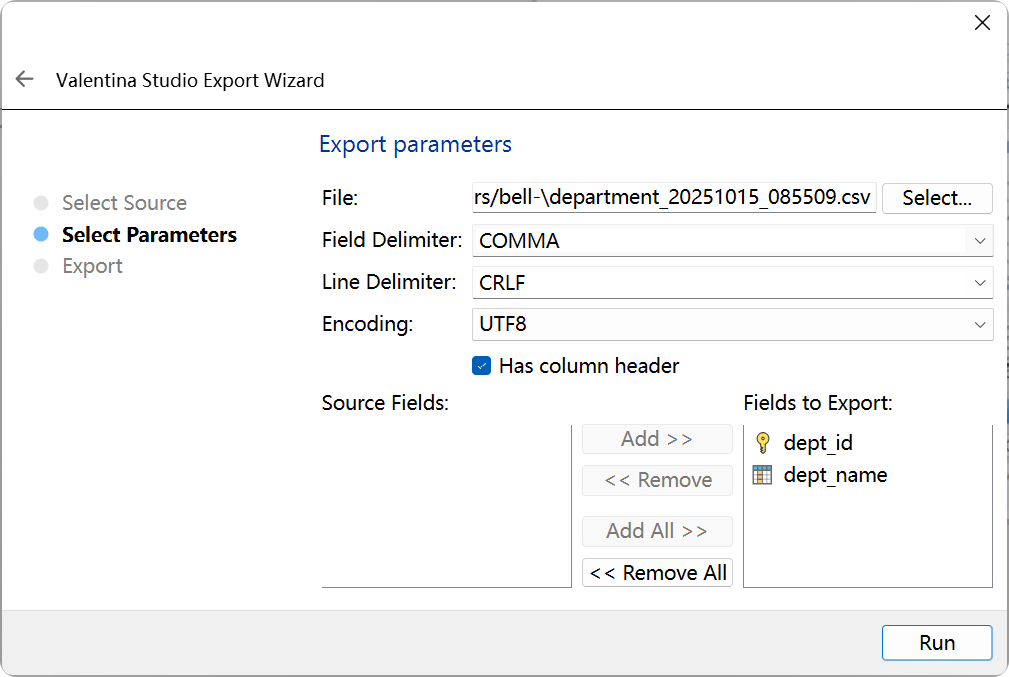 Valentina Studio Export Wizard
Export parameters
Select Source
Select Parameters
Export
File: rs/bell-\department_20251015_085509.csv Select...
Field Delimiter: COMMA
Line Delimiter: CRLF
Encoding: UTF8
Has column header
Source Fields:
Fields to Export:
Add >>
<< Remove
Add All >>
<< Remove All
dept_id
dept_name
Run